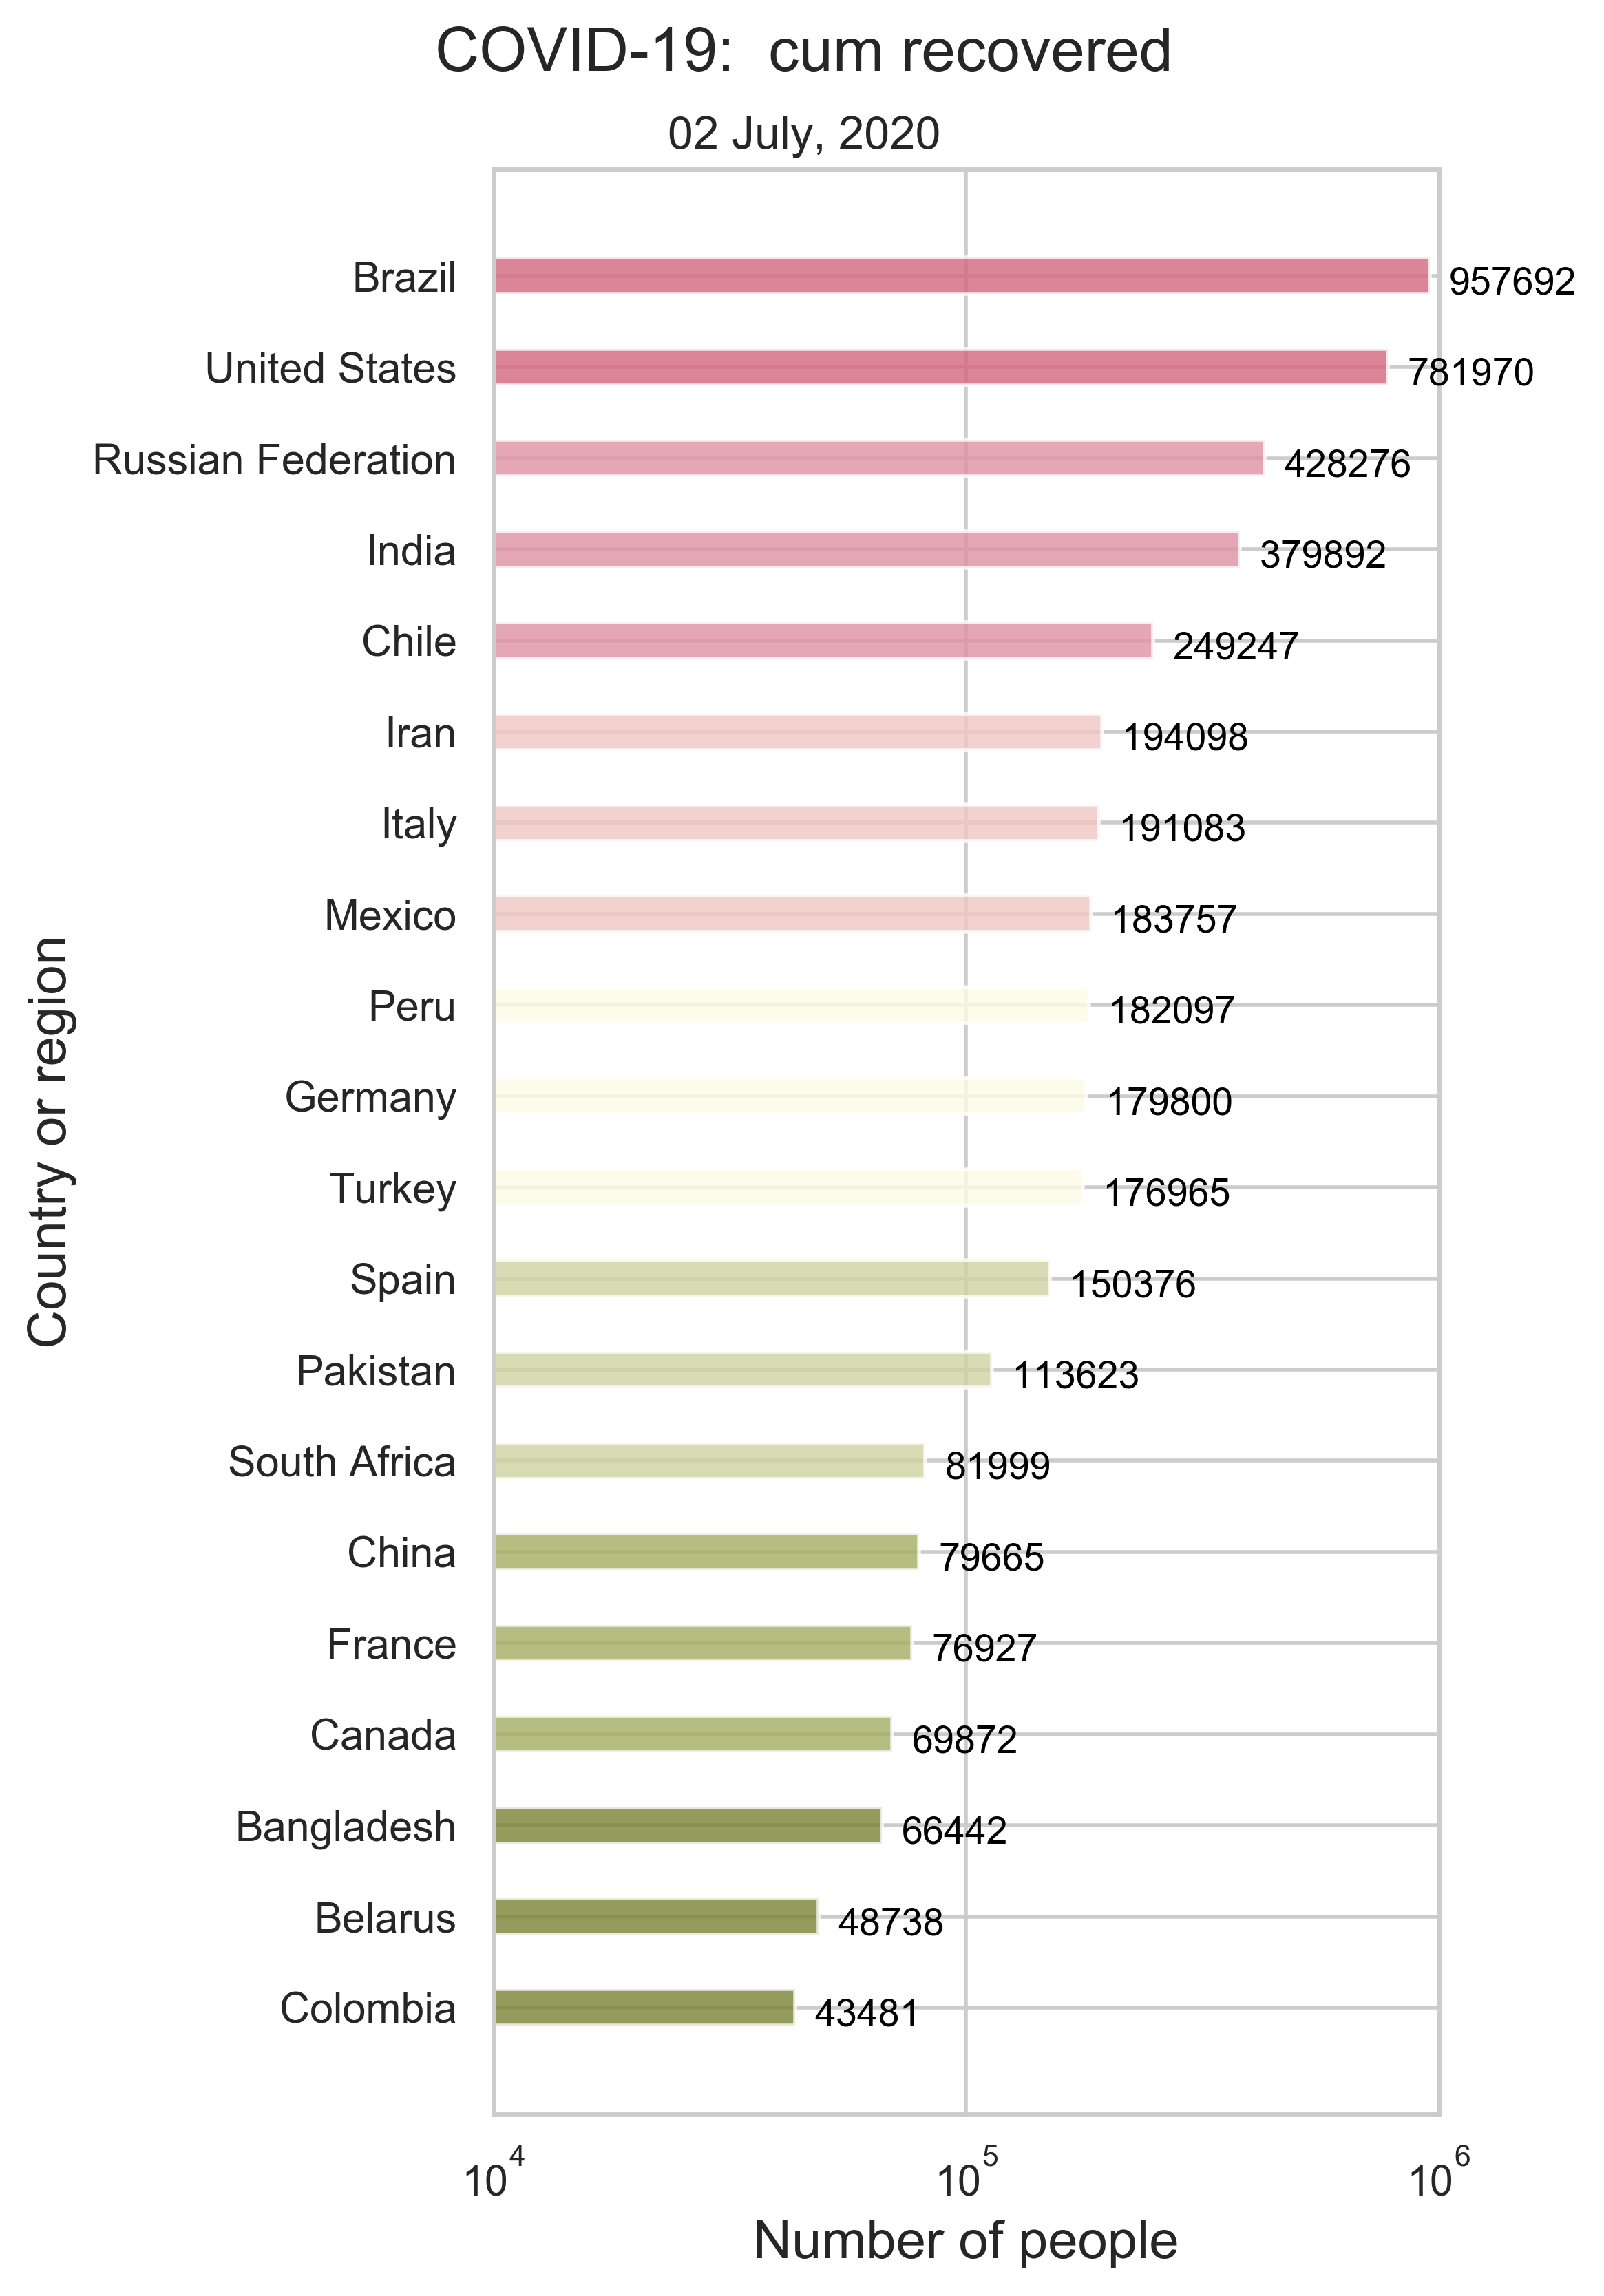 COVID-19:  cum recovered
02 July, 2020
Country or region
Brazil 957692
United States 781970
Russian Federation 428276
India 379892
Chile 249247
Iran 194098
Italy 191083
Mexico 183757
Peru 182097
Germany 179800
Turkey 176965
Spain 150376
Pakistan 113623
South Africa 81999
China 79665
France 76927
Canada 69872
Bangladesh 66442
Belarus 48738
Colombia 43481
10^4 10^5 10^6
Number of people